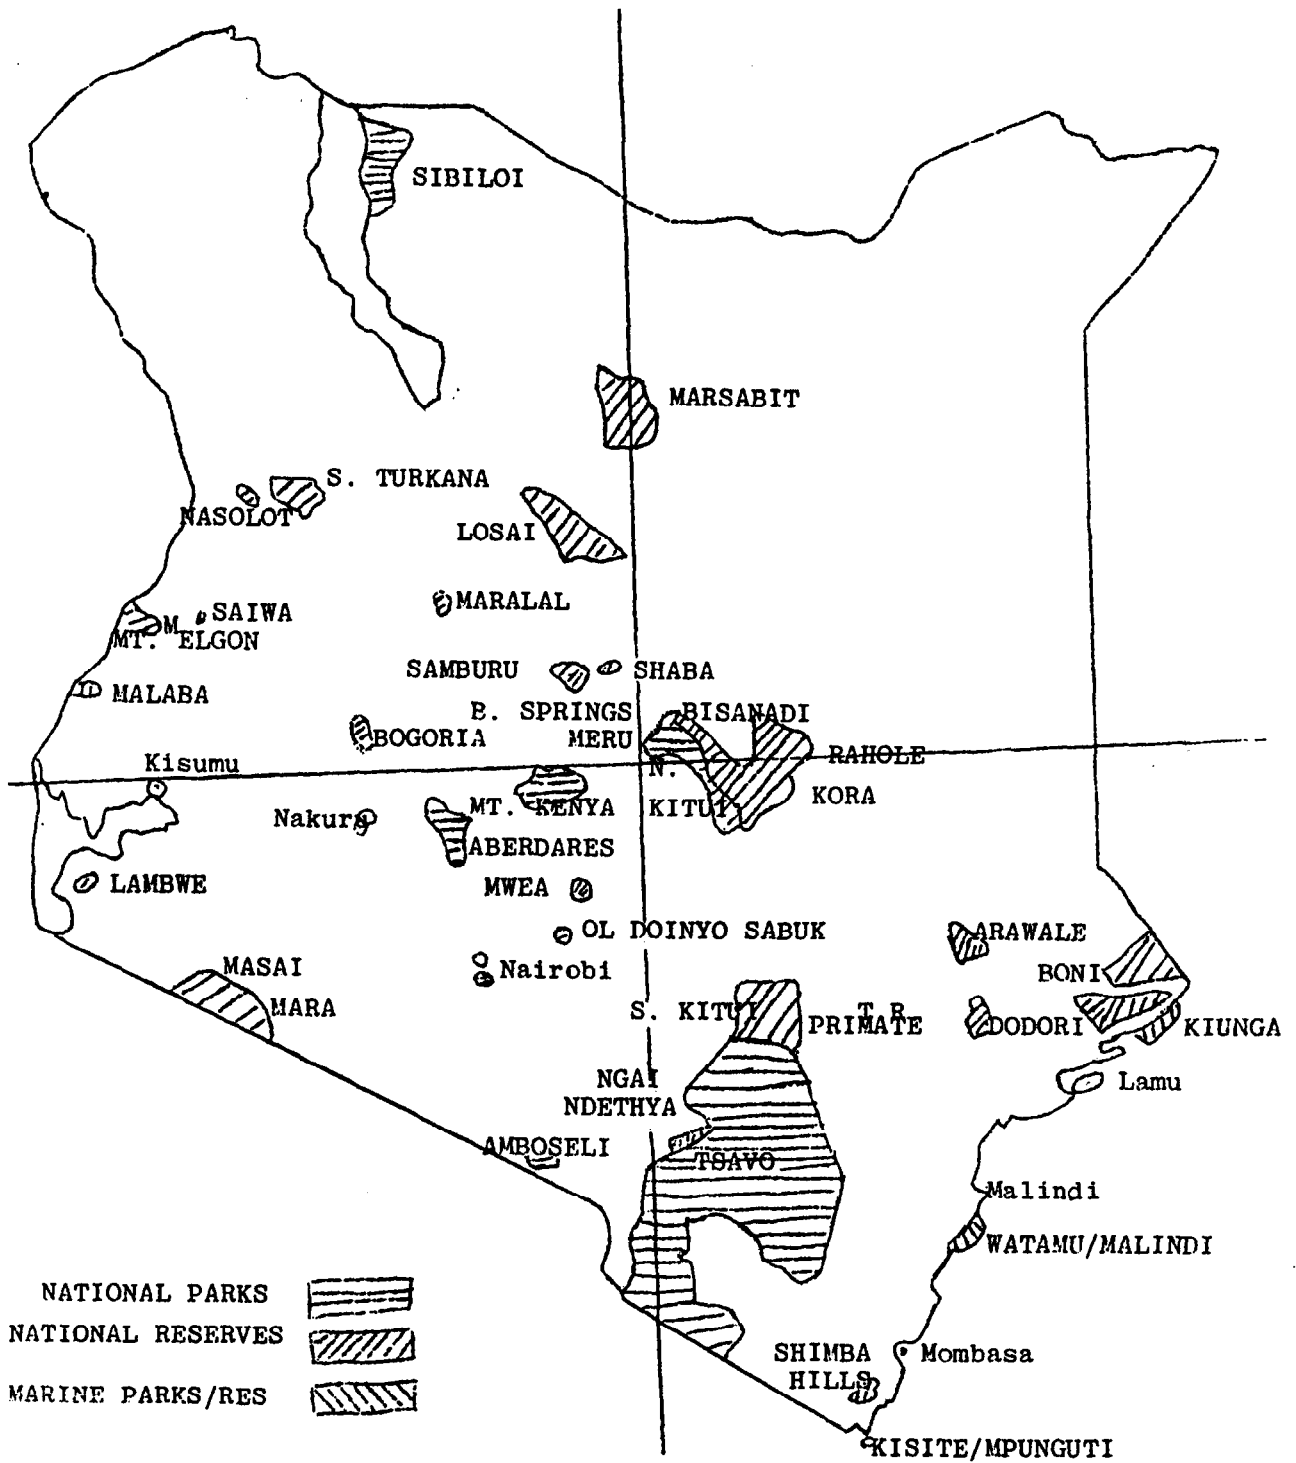 SIBILOI
MARSABIT
S. TURKANA
NASOLOT
LOSAI
MARALAL
M SAIWA
MT. ELGON
SAMBURU
SHABA
MALABA
B. SPRINGS
BISANADI
BOGORIA
MERU
RAHOLE
Kisumu
N.
KITUI
KORA
MT. KENYA
Nakuru
ABERDARES
LAMBWE
MWEA
OL DOINYO SABUK
ARAWALE
MASAI
MARA
Nairobi
BONI
S. KITUI
T.R.
PRIMATE
DODORI
KIUNGA
NGAI
NDETHYA
Lamu
AMBOSELI
TSAVO
Malindi
WATAMU/MALINDI
NATIONAL PARKS
NATIONAL RESERVES
MARINE PARKS/RES
SHIMBA
HILLS
Mombasa
KISITE/MPUNGUTI